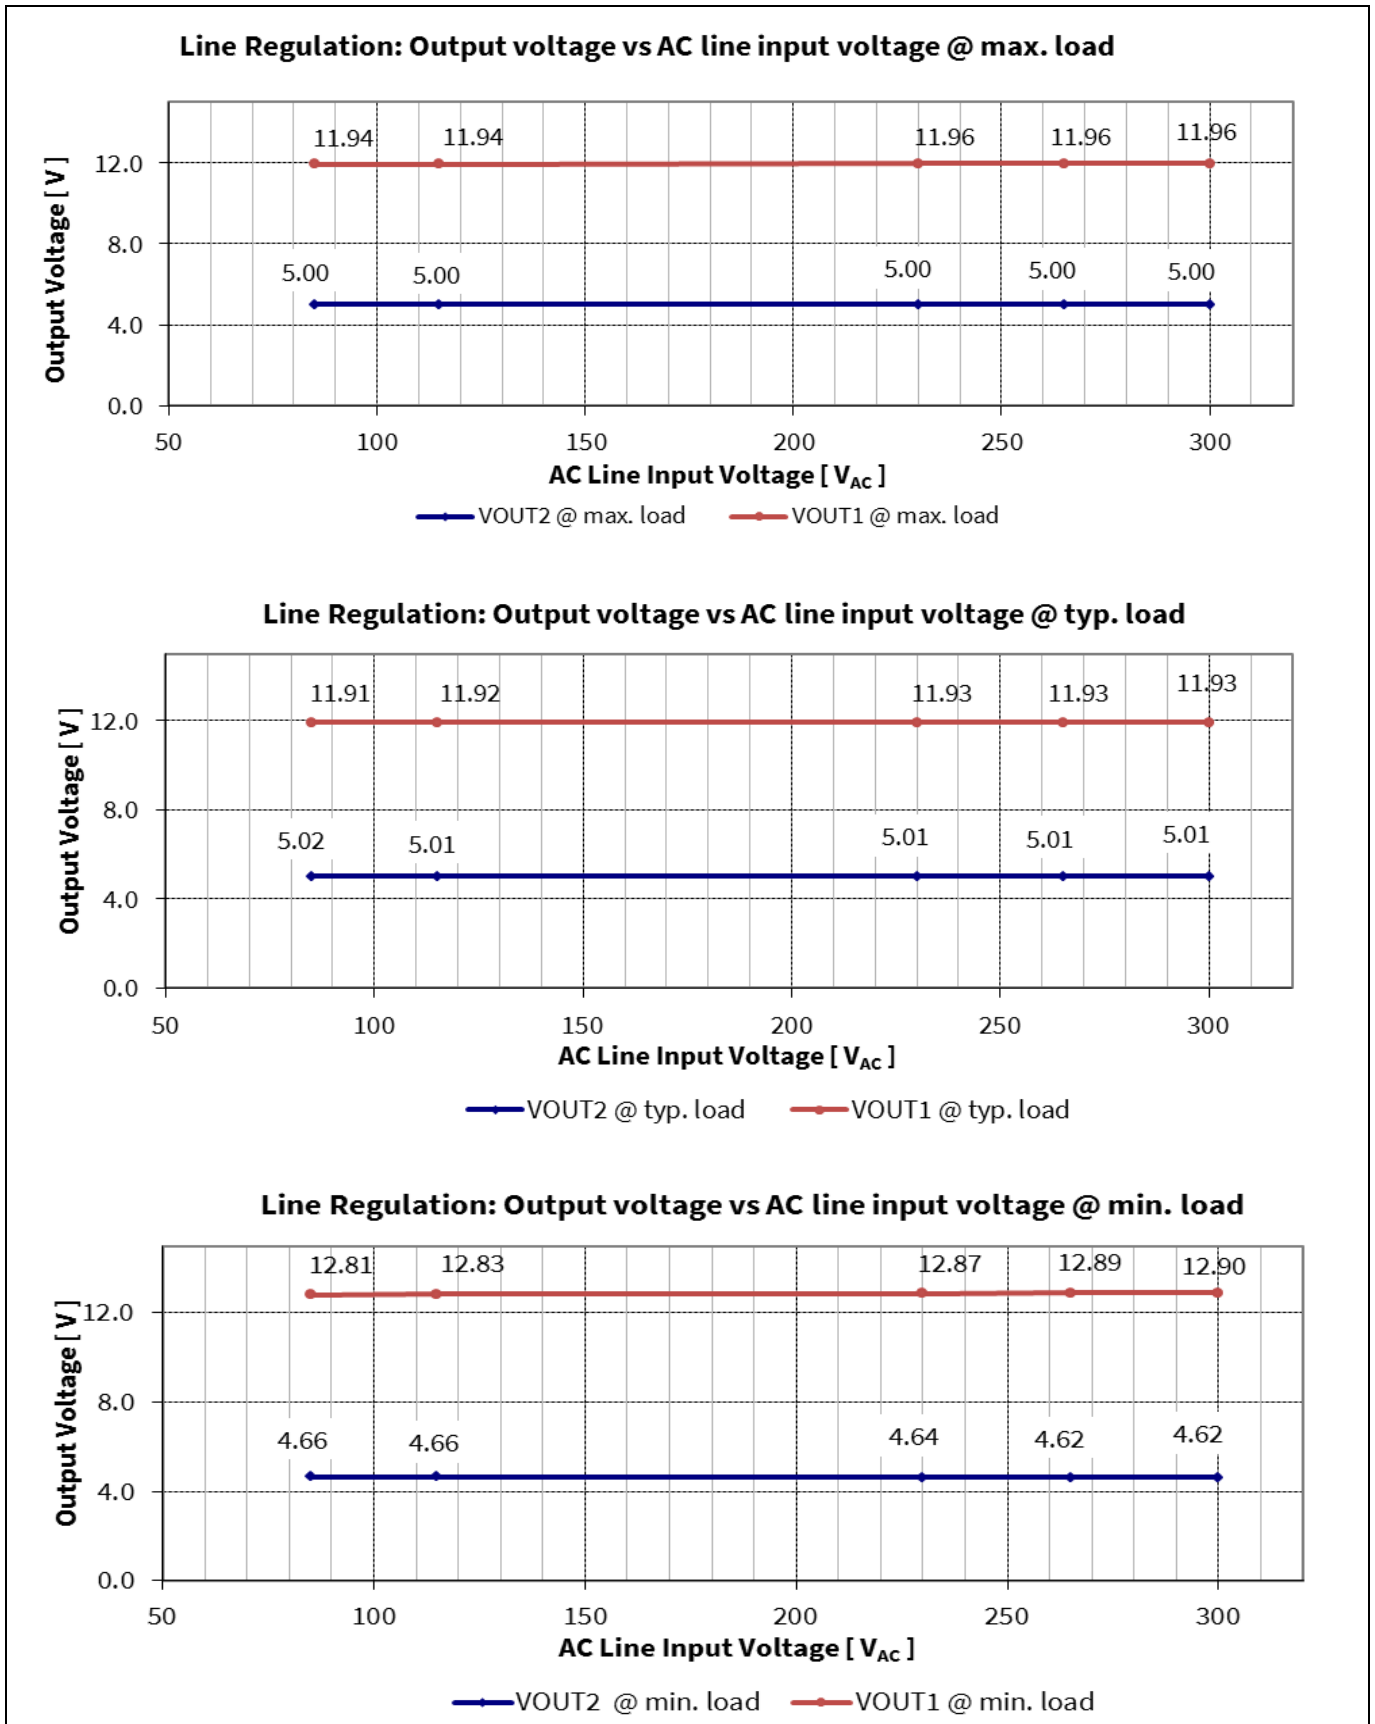 Line Regulation: Output voltage vs AC line input voltage @ max. load
Output Voltage [ V ]
11.94 11.94 11.96 11.96 11.96
12.0
8.0
5.00 5.00 5.00 5.00 5.00
4.0
0.0
50 100 150 200 250 300
AC Line Input Voltage [ VAC ]
VOUT2 @ max. load VOUT1 @ max. load
Line Regulation: Output voltage vs AC line input voltage @ typ. load
Output Voltage [ V ]
11.91 11.92 11.93 11.93 11.93
12.0
8.0
5.02 5.01 5.01 5.01 5.01
4.0
0.0
50 100 150 200 250 300
AC Line Input Voltage [ VAC ]
VOUT2 @ typ. load VOUT1 @ typ. load
Line Regulation: Output voltage vs AC line input voltage @ min. load
Output Voltage [ V ]
12.81 12.83 12.87 12.89 12.90
12.0
8.0
4.66 4.66 4.64 4.62 4.62
4.0
0.0
50 100 150 200 250 300
AC Line Input Voltage [ VAC ]
VOUT2 @ min. load VOUT1 @ min. load